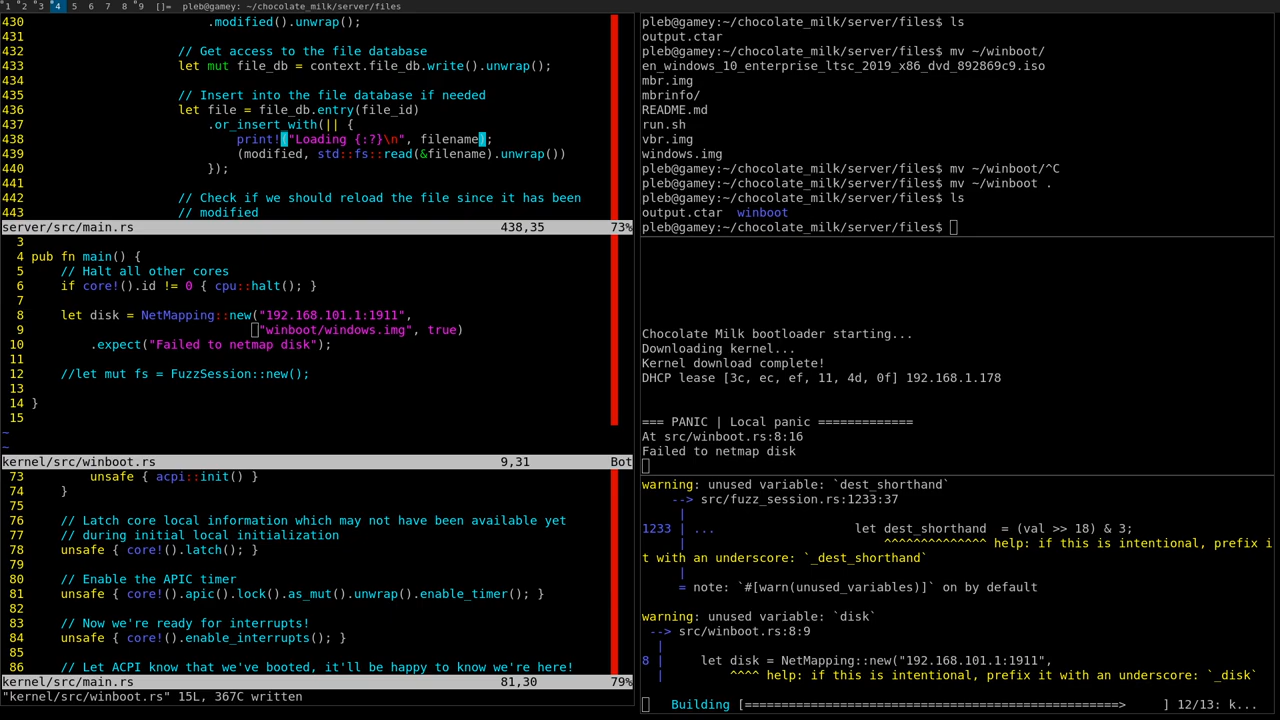 1 2 3 4 5 6 7 8 9 []= pleb@gamey: ~/chocolate_milk/server/files
430                         .modified().unwrap();
431
432                     // Get access to the file database
433                     let mut file_db = context.file_db.write().unwrap();
434
435                     // Insert into the file database if needed
436                     let file = file_db.entry(file_id)
437                         .or_insert_with(|| {
438                             print!("Loading {:?}\n", filename);
439                             (modified, std::fs::read(&filename).unwrap())
440                         });
441
442                     // Check if we should reload the file since it has been
443                     // modified
server/src/main.rs 438,35 73%
3
4 pub fn main() {
5     // Halt all other cores
6     if core!().id != 0 { cpu::halt(); }
7
8     let disk = NetMapping::new("192.168.101.1:1911",
9                                "winboot/windows.img", true)
10         .expect("Failed to netmap disk");
11
12     //let mut fs = FuzzSession::new();
13
14 }
15
~
~
kernel/src/winboot.rs 9,31 Bot
73         unsafe { acpi::init() }
74     }
75
76     // Latch core local information which may not have been available yet
77     // during initial local initialization
78     unsafe { core!().latch(); }
79
80     // Enable the APIC timer
81     unsafe { core!().apic().lock().as_mut().unwrap().enable_timer(); }
82
83     // Now we're ready for interrupts!
84     unsafe { core!().enable_interrupts(); }
85
86     // Let ACPI know that we've booted, it'll be happy to know we're here!
kernel/src/main.rs 81,30 79%
"kernel/src/winboot.rs" 15L, 367C written
pleb@gamey:~/chocolate_milk/server/files$ ls
output.ctar
pleb@gamey:~/chocolate_milk/server/files$ mv ~/winboot/
en_windows_10_enterprise_ltsc_2019_x86_dvd_892869c9.iso
mbr.img
mbrinfo/
README.md
run.sh
vbr.img
windows.img
pleb@gamey:~/chocolate_milk/server/files$ mv ~/winboot/^C
pleb@gamey:~/chocolate_milk/server/files$ mv ~/winboot .
pleb@gamey:~/chocolate_milk/server/files$ ls
output.ctar  winboot
pleb@gamey:~/chocolate_milk/server/files$
Chocolate Milk bootloader starting...
Downloading kernel...
Kernel download complete!
DHCP lease [3c, ec, ef, 11, 4d, 0f] 192.168.1.178
=== PANIC | Local panic =============
At src/winboot.rs:8:16
Failed to netmap disk
warning: unused variable: `dest_shorthand`
    --> src/fuzz_session.rs:1233:37
     |
1233 | ...                   let dest_shorthand  = (val >> 18) & 3;
     |                           ^^^^^^^^^^^^^^ help: if this is intentional, prefix i
t with an underscore: `_dest_shorthand`
     |
     = note: `#[warn(unused_variables)]` on by default
warning: unused variable: `disk`
 --> src/winboot.rs:8:9
  |
8 |     let disk = NetMapping::new("192.168.101.1:1911",
  |         ^^^^ help: if this is intentional, prefix it with an underscore: `_disk`
    Building [===================================================>     ] 12/13: k...